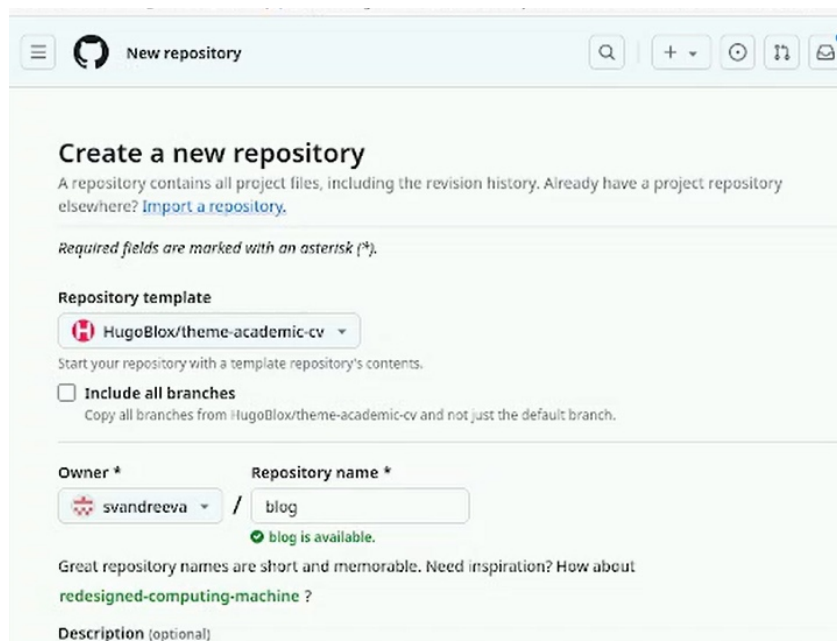 New repository
Create a new repository
A repository contains all project files, including the revision history. Already have a project repository
elsewhere? Import a repository.
Required fields are marked with an asterisk (*).
Repository template
HugoBlox/theme-academic-cv
Start your repository with a template repository's contents.
Include all branches
Copy all branches from HugoBlox/theme-academic-cv and not just the default branch.
Owner * Repository name *
svandreeva / blog
blog is available.
Great repository names are short and memorable. Need inspiration? How about
redesigned-computing-machine ?
Description (optional)